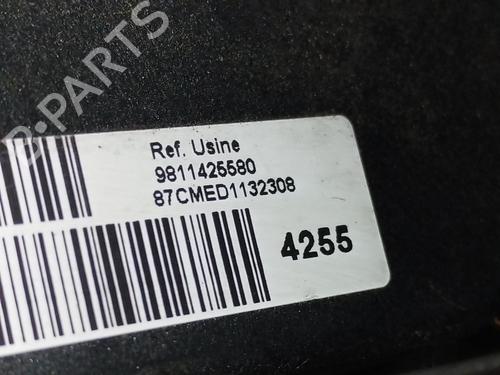 B-PARTS
Ref. Usine
9811425580
87CMED1132308
4255